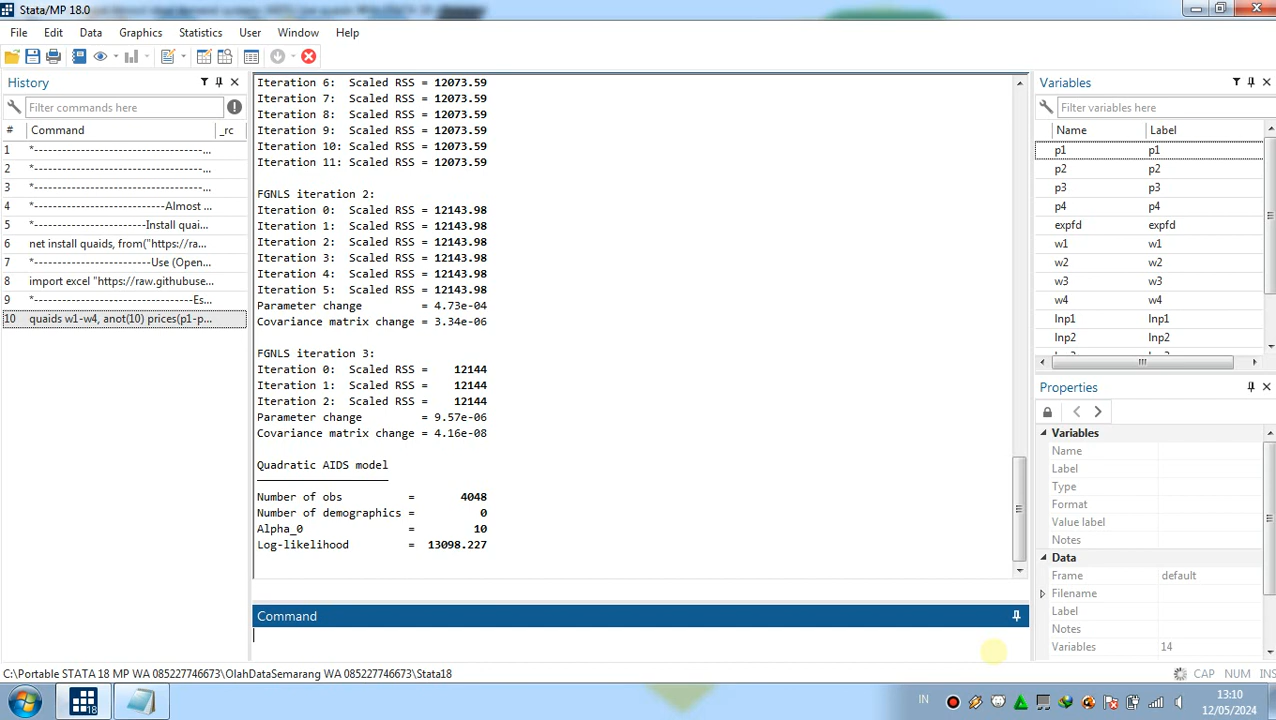 Stata/MP 18.0
File Edit Data Graphics Statistics User Window Help
History
Filter commands here
# Command _rc
1 *-----------------------------------...
2 *-----------------------------------...
3 *-----------------------------------...
4 *---------------------------Almost ...
5 *-----------------------Install quai...
6 net install quaids, from("https://ra...
7 *-------------------------Use (Open...
8 import excel "https://raw.githubuse...
9 *---------------------------------Es...
10 quaids w1-w4, anot(10) prices(p1-p...
Iteration 6: Scaled RSS = 12073.59
Iteration 7: Scaled RSS = 12073.59
Iteration 8: Scaled RSS = 12073.59
Iteration 9: Scaled RSS = 12073.59
Iteration 10: Scaled RSS = 12073.59
Iteration 11: Scaled RSS = 12073.59
FGNLS iteration 2:
Iteration 0: Scaled RSS = 12143.98
Iteration 1: Scaled RSS = 12143.98
Iteration 2: Scaled RSS = 12143.98
Iteration 3: Scaled RSS = 12143.98
Iteration 4: Scaled RSS = 12143.98
Iteration 5: Scaled RSS = 12143.98
Parameter change = 4.73e-04
Covariance matrix change = 3.34e-06
FGNLS iteration 3:
Iteration 0: Scaled RSS = 12144
Iteration 1: Scaled RSS = 12144
Iteration 2: Scaled RSS = 12144
Parameter change = 9.57e-06
Covariance matrix change = 4.16e-08
Quadratic AIDS model
Number of obs = 4048
Number of demographics = 0
Alpha_0 = 10
Log-likelihood = 13098.227
Command
Variables
Filter variables here
Name Label
p1 p1
p2 p2
p3 p3
p4 p4
expfd expfd
w1 w1
w2 w2
w3 w3
w4 w4
lnp1 lnp1
lnp2 lnp2
Properties
Variables
Name
Label
Type
Format
Value label
Notes
Data
Frame default
Filename
Label
Notes
Variables 14
C:\Portable STATA 18 MP WA 085227746673\OlahDataSemarang WA 085227746673\Stata18
CAP NUM INS
IN
13:10
12/05/2024